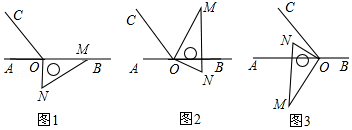 C M A O B N 图1
C M A O B N 图2
C N A O B M 图3